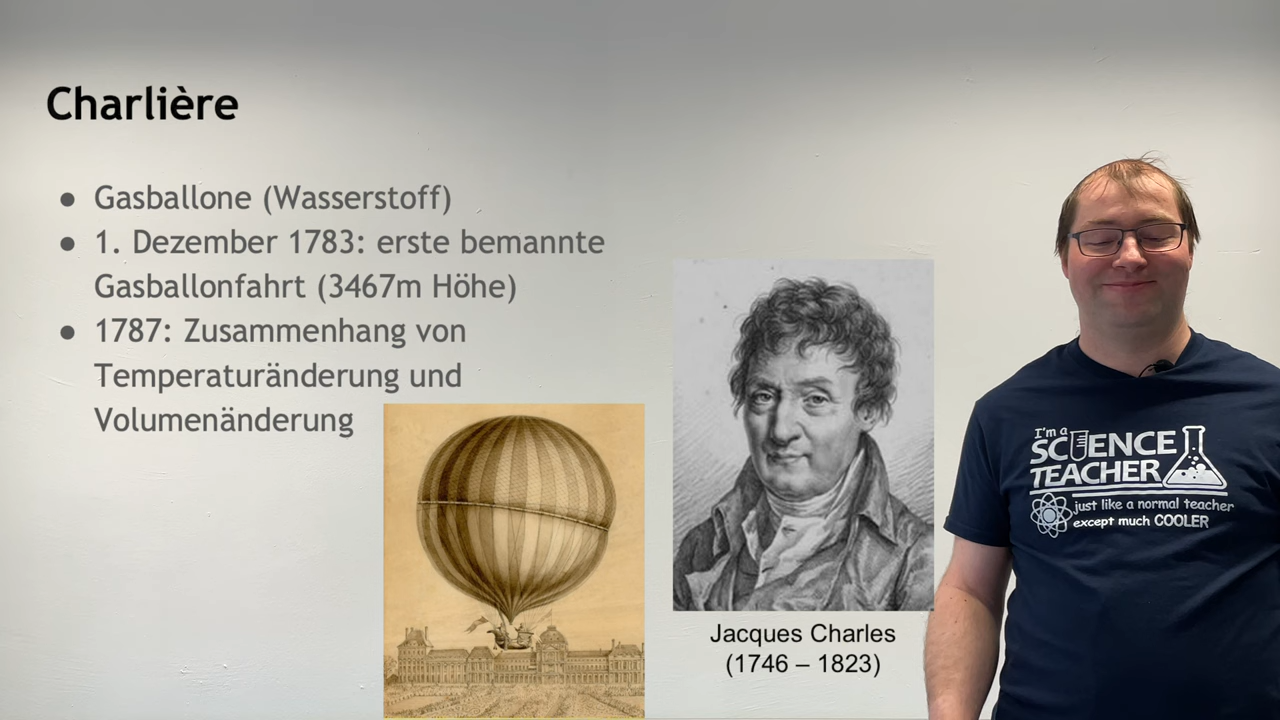 Charlière
● Gasballone (Wasserstoff)
● 1. Dezember 1783: erste bemannte
Gasballonfahrt (3467m Höhe)
● 1787: Zusammenhang von
Temperaturänderung und
Volumenänderung
Jacques Charles
(1746 – 1823)
I'm a
SCIENCE
TEACHER
just like a normal teacher
except much COOLER